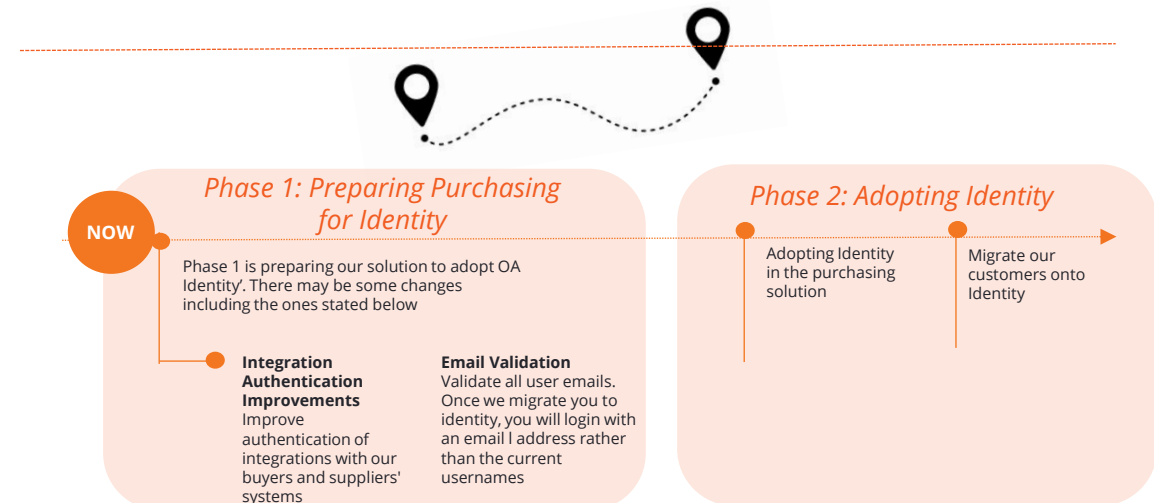 Phase 1: Preparing Purchasing
for Identity
Phase 2: Adopting Identity
NOW
Phase 1 is preparing our solution to adopt OA
Identity’. There may be some changes
including the ones stated below
Adopting Identity
in the purchasing
solution
Migrate our
customers onto
Identity
Integration
Authentication
Improvements
Improve
authentication of
integrations with our
buyers and suppliers'
systems
Email Validation
Validate all user emails.
Once we migrate you to
identity, you will login with
an email l address rather
than the current
usernames